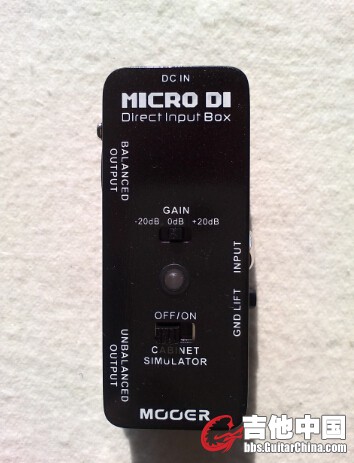 DC IN
MICRO DI
Direct Input Box
BALANCED
OUTPUT
GAIN
-20dB 0dB +20dB
INPUT
GND LIFT
OFF/ON
CABINET
SIMULATOR
UNBALANCED
OUTPUT
MOOER
吉他中国
bbs.GuitarChina.com